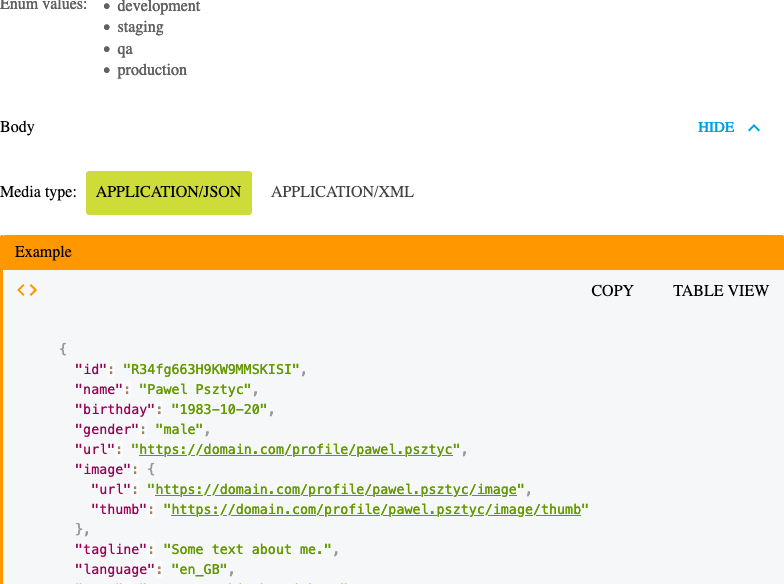 Enum values:
• development
• staging
• qa
• production
Body
HIDE
Media type: APPLICATION/JSON APPLICATION/XML
Example
<> COPY TABLE VIEW
{
"id": "R34fg663H9KW9MMSKISI",
"name": "Pawel Psztyc",
"birthday": "1983-10-20",
"gender": "male",
"url": "https://domain.com/profile/pawel.psztyc",
"image": {
"url": "https://domain.com/profile/pawel.psztyc/image",
"thumb": "https://domain.com/profile/pawel.psztyc/image/thumb"
},
"tagline": "Some text about me.",
"language": "en_GB",